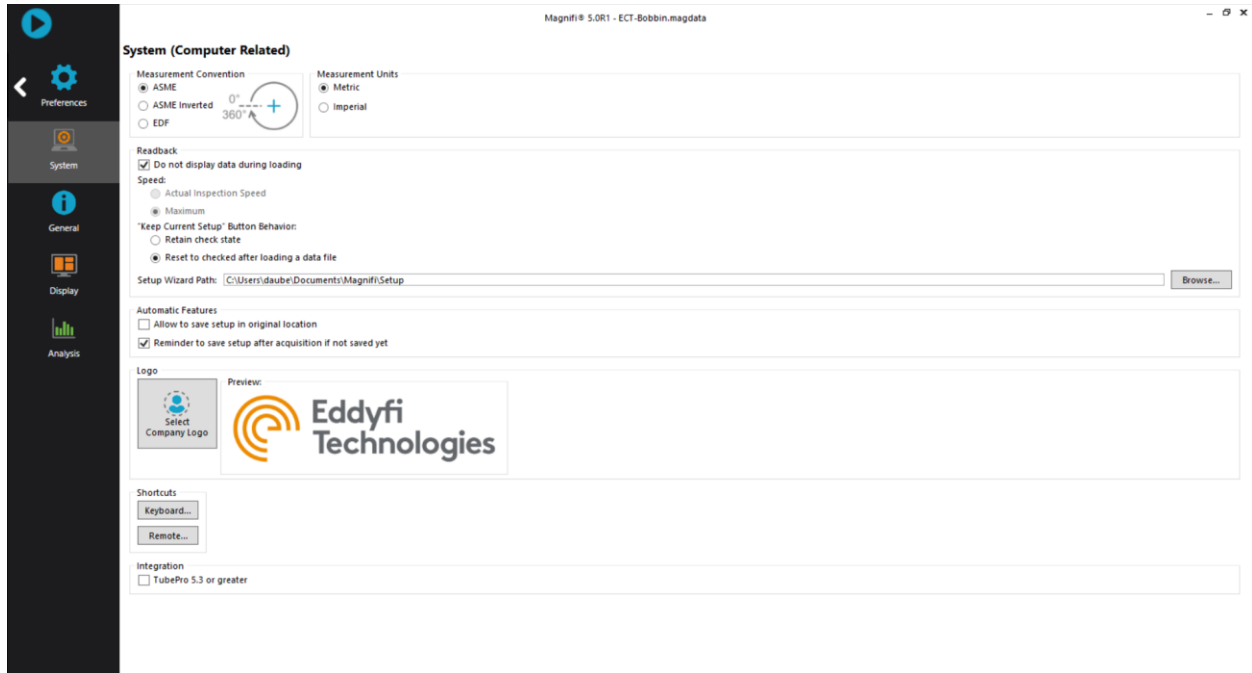 Magnifi® 5.0R1 - ECT-Bobbin.magdata
Preferences
System
General
Display
Analysis
System (Computer Related)
Measurement Convention
ASME
ASME Inverted
EDF
0°
360°
Measurement Units
Metric
Imperial
Readback
Do not display data during loading
Speed:
Actual Inspection Speed
Maximum
"Keep Current Setup" Button Behavior:
Retain check state
Reset to checked after loading a data file
Setup Wizard Path: C:\Users\daube\Documents\Magnifi\Setup Browse...
Automatic Features
Allow to save setup in original location
Reminder to save setup after acquisition if not saved yet
Logo
Select
Company Logo
Preview:
Eddyfi
Technologies
Shortcuts
Keyboard...
Remote...
Integration
TubePro 5.3 or greater